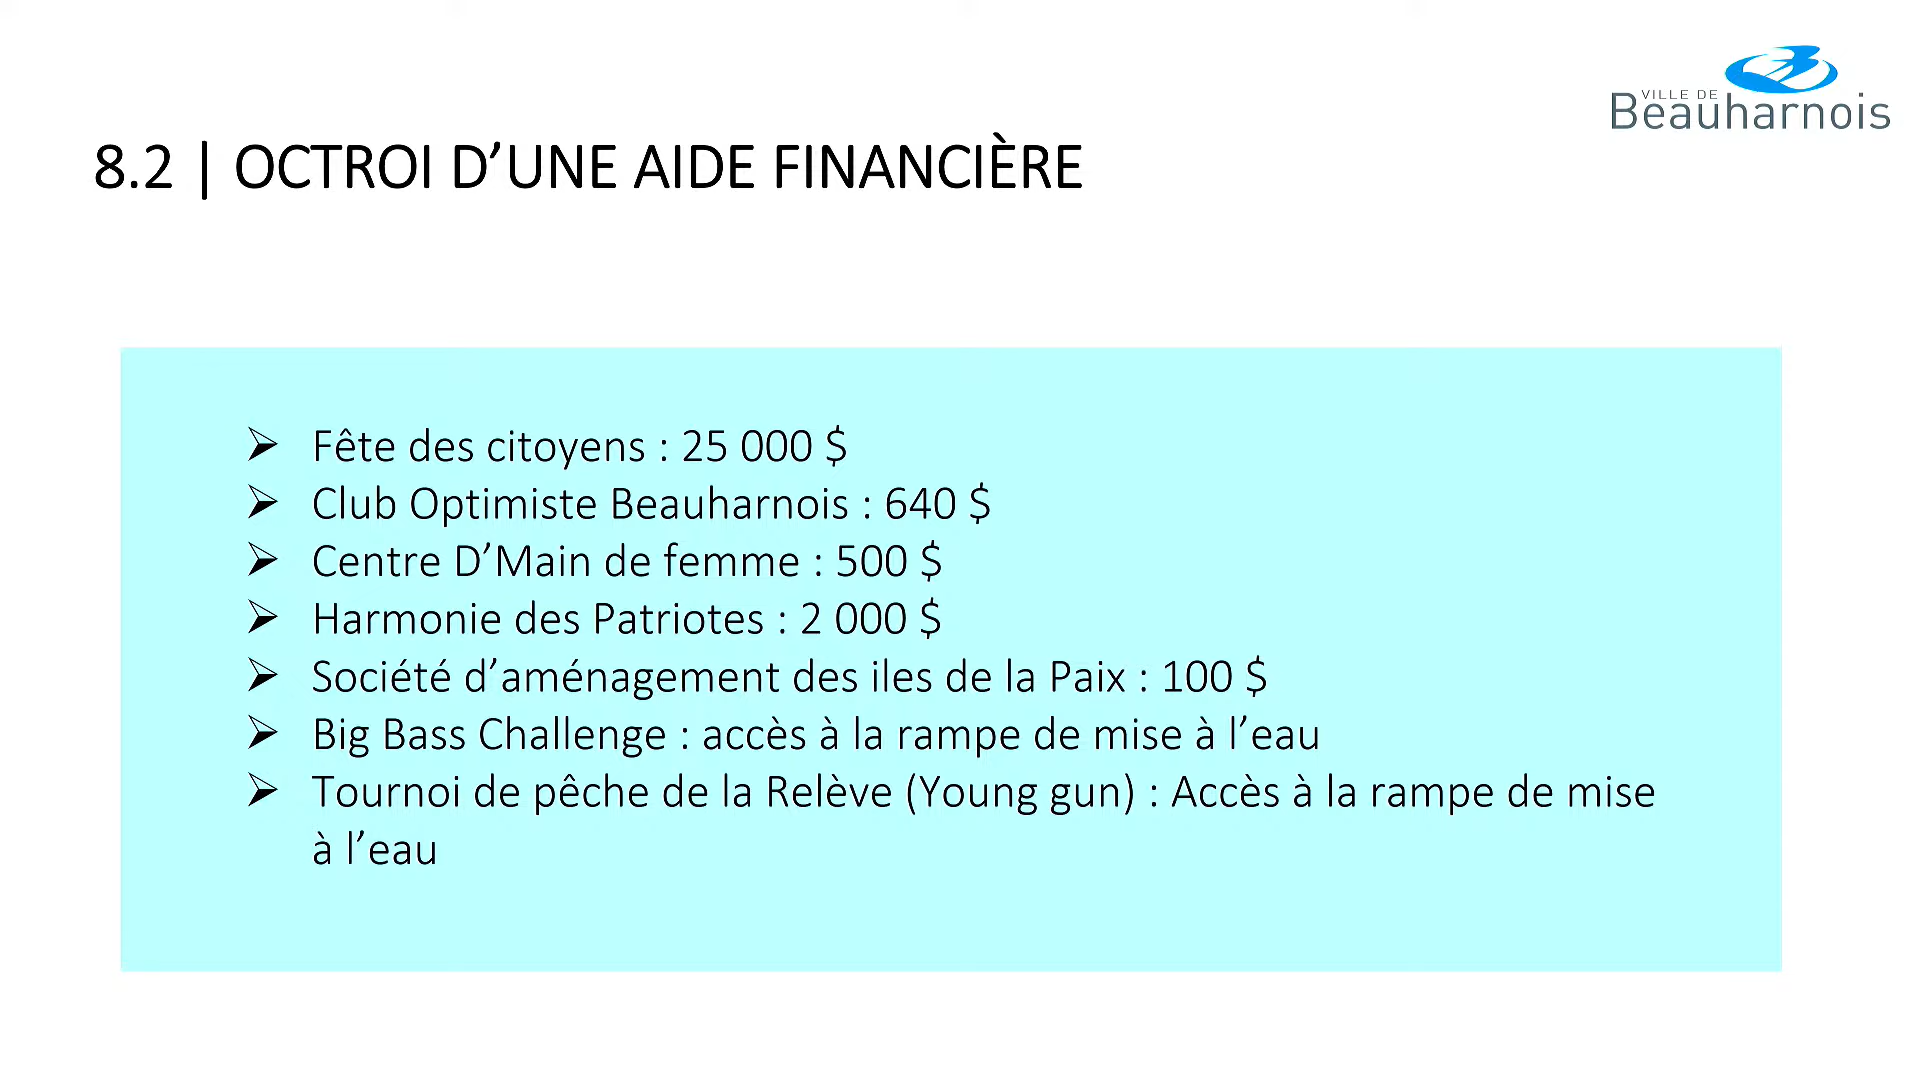 VILLE DE
Beauharnois
8.2 | OCTROI D’UNE AIDE FINANCIÈRE
➢ Fête des citoyens : 25 000 $
➢ Club Optimiste Beauharnois : 640 $
➢ Centre D’Main de femme : 500 $
➢ Harmonie des Patriotes : 2 000 $
➢ Société d’aménagement des iles de la Paix : 100 $
➢ Big Bass Challenge : accès à la rampe de mise à l’eau
➢ Tournoi de pêche de la Relève (Young gun) : Accès à la rampe de mise
à l’eau